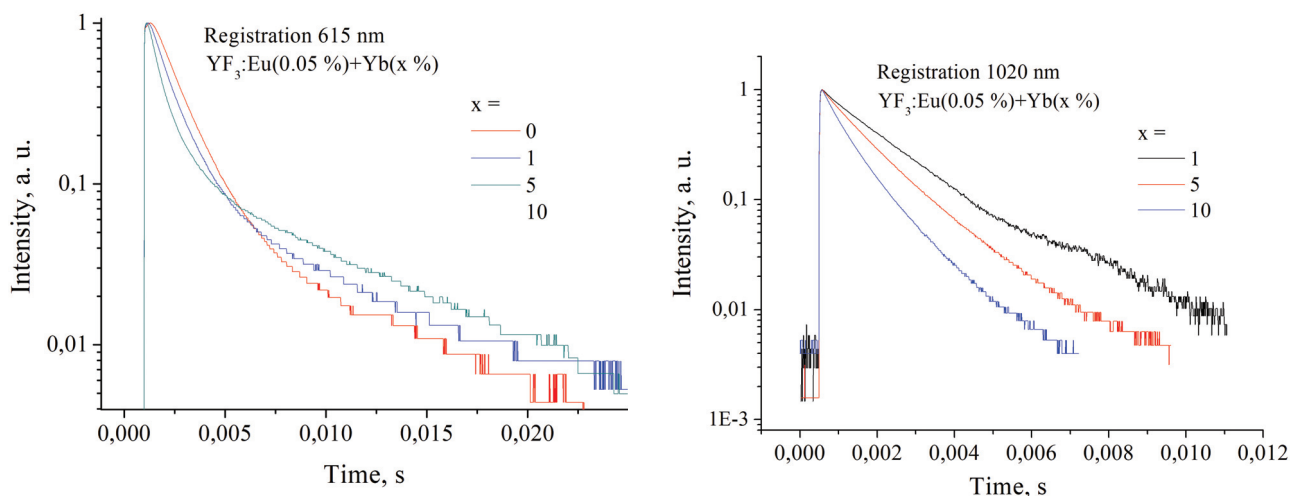 Registration 615 nm
YF3:Eu(0.05 %)+Yb(x %)
x =
0
1
5
10
1
0,1
0,01
Intensity, a. u.
0,000 0,005 0,010 0,015 0,020
Time, s
Registration 1020 nm
YF3:Eu(0.05 %)+Yb(x %)
x =
1
5
10
1
0,1
0,01
1E-3
Intensity, a. u.
0,000 0,002 0,004 0,006 0,008 0,010 0,012
Time, s